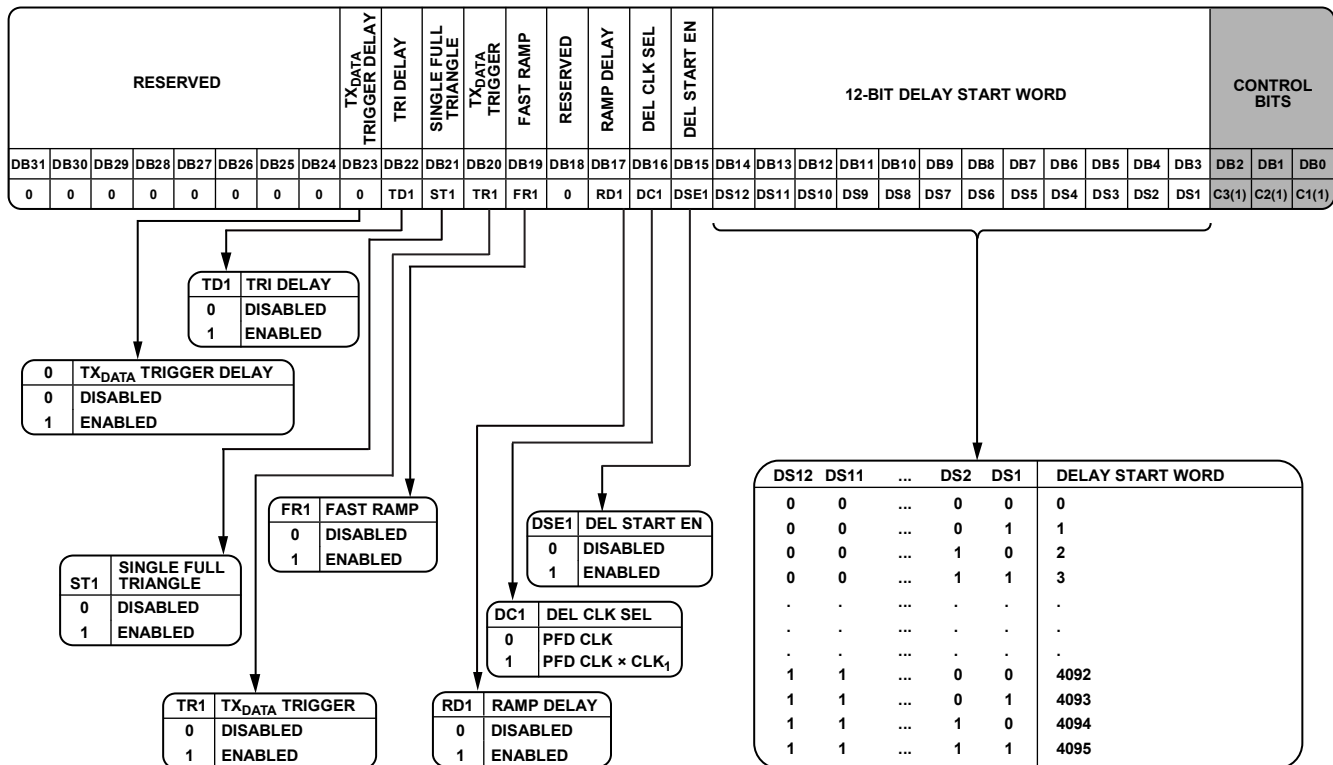 RESERVED
TXDATA TRIGGER DELAY
TRI DELAY
SINGLE FULL TRIANGLE
TXDATA TRIGGER
FAST RAMP
RESERVED
RAMP DELAY
DEL CLK SEL
DEL START EN
12-BIT DELAY START WORD
CONTROL BITS
DB31 DB30 DB29 DB28 DB27 DB26 DB25 DB24 DB23 DB22 DB21 DB20 DB19 DB18 DB17 DB16 DB15 DB14 DB13 DB12 DB11 DB10 DB9 DB8 DB7 DB6 DB5 DB4 DB3 DB2 DB1 DB0
0 0 0 0 0 0 0 0 0 TD1 ST1 TR1 FR1 0 RD1 DC1 DSE1 DS12 DS11 DS10 DS9 DS8 DS7 DS6 DS5 DS4 DS3 DS2 DS1 C3(1) C2(1) C1(1)
TD1 TRI DELAY
0 DISABLED
1 ENABLED
0 TXDATA TRIGGER DELAY
0 DISABLED
1 ENABLED
ST1 SINGLE FULL TRIANGLE
0 DISABLED
1 ENABLED
TR1 TXDATA TRIGGER
0 DISABLED
1 ENABLED
FR1 FAST RAMP
0 DISABLED
1 ENABLED
RD1 RAMP DELAY
0 DISABLED
1 ENABLED
DC1 DEL CLK SEL
0 PFD CLK
1 PFD CLK × CLK1
DSE1 DEL START EN
0 DISABLED
1 ENABLED
DS12 DS11 ... DS2 DS1 DELAY START WORD
0 0 ... 0 0 0
0 0 ... 0 1 1
0 0 ... 1 0 2
0 0 ... 1 1 3
. . ... . . .
. . ... . . .
. . ... . . .
1 1 ... 0 0 4092
1 1 ... 0 1 4093
1 1 ... 1 0 4094
1 1 ... 1 1 4095